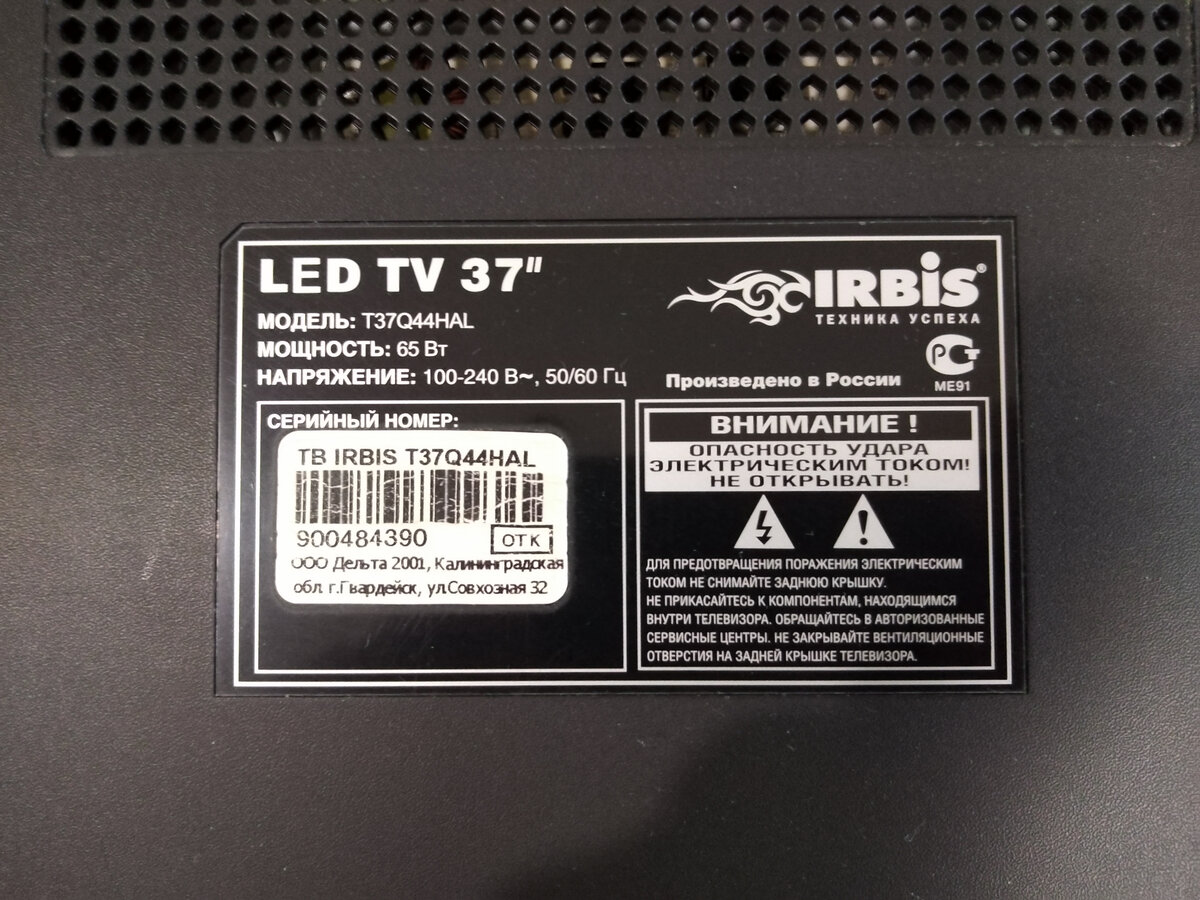 LED TV 37"
IRBiS®
ТЕХНИКА УСПЕХА
МОДЕЛЬ: T37Q44HAL
МОЩНОСТЬ: 65 Вт
НАПРЯЖЕНИЕ: 100-240 В~, 50/60 Гц
Произведено в России
РСТ
ME91
СЕРИЙНЫЙ НОМЕР:
ТВ IRBIS T37Q44HAL
900484390
ОТК
ООО Дельта 2001, Калининградская
обл. г.Гвардейск, ул.Совхозная 32
ВНИМАНИЕ !
ОПАСНОСТЬ УДАРА
ЭЛЕКТРИЧЕСКИМ ТОКОМ!
НЕ ОТКРЫВАТЬ!
ДЛЯ ПРЕДОТВРАЩЕНИЯ ПОРАЖЕНИЯ ЭЛЕКТРИЧЕСКИМ
ТОКОМ НЕ СНИМАЙТЕ ЗАДНЮЮ КРЫШКУ.
НЕ ПРИКАСАЙТЕСЬ К КОМПОНЕНТАМ, НАХОДЯЩИМСЯ
ВНУТРИ ТЕЛЕВИЗОРА. ОБРАЩАЙТЕСЬ В АВТОРИЗОВАННЫЕ
СЕРВИСНЫЕ ЦЕНТРЫ. НЕ ЗАКРЫВАЙТЕ ВЕНТИЛЯЦИОННЫЕ
ОТВЕРСТИЯ НА ЗАДНЕЙ КРЫШКЕ ТЕЛЕВИЗОРА.